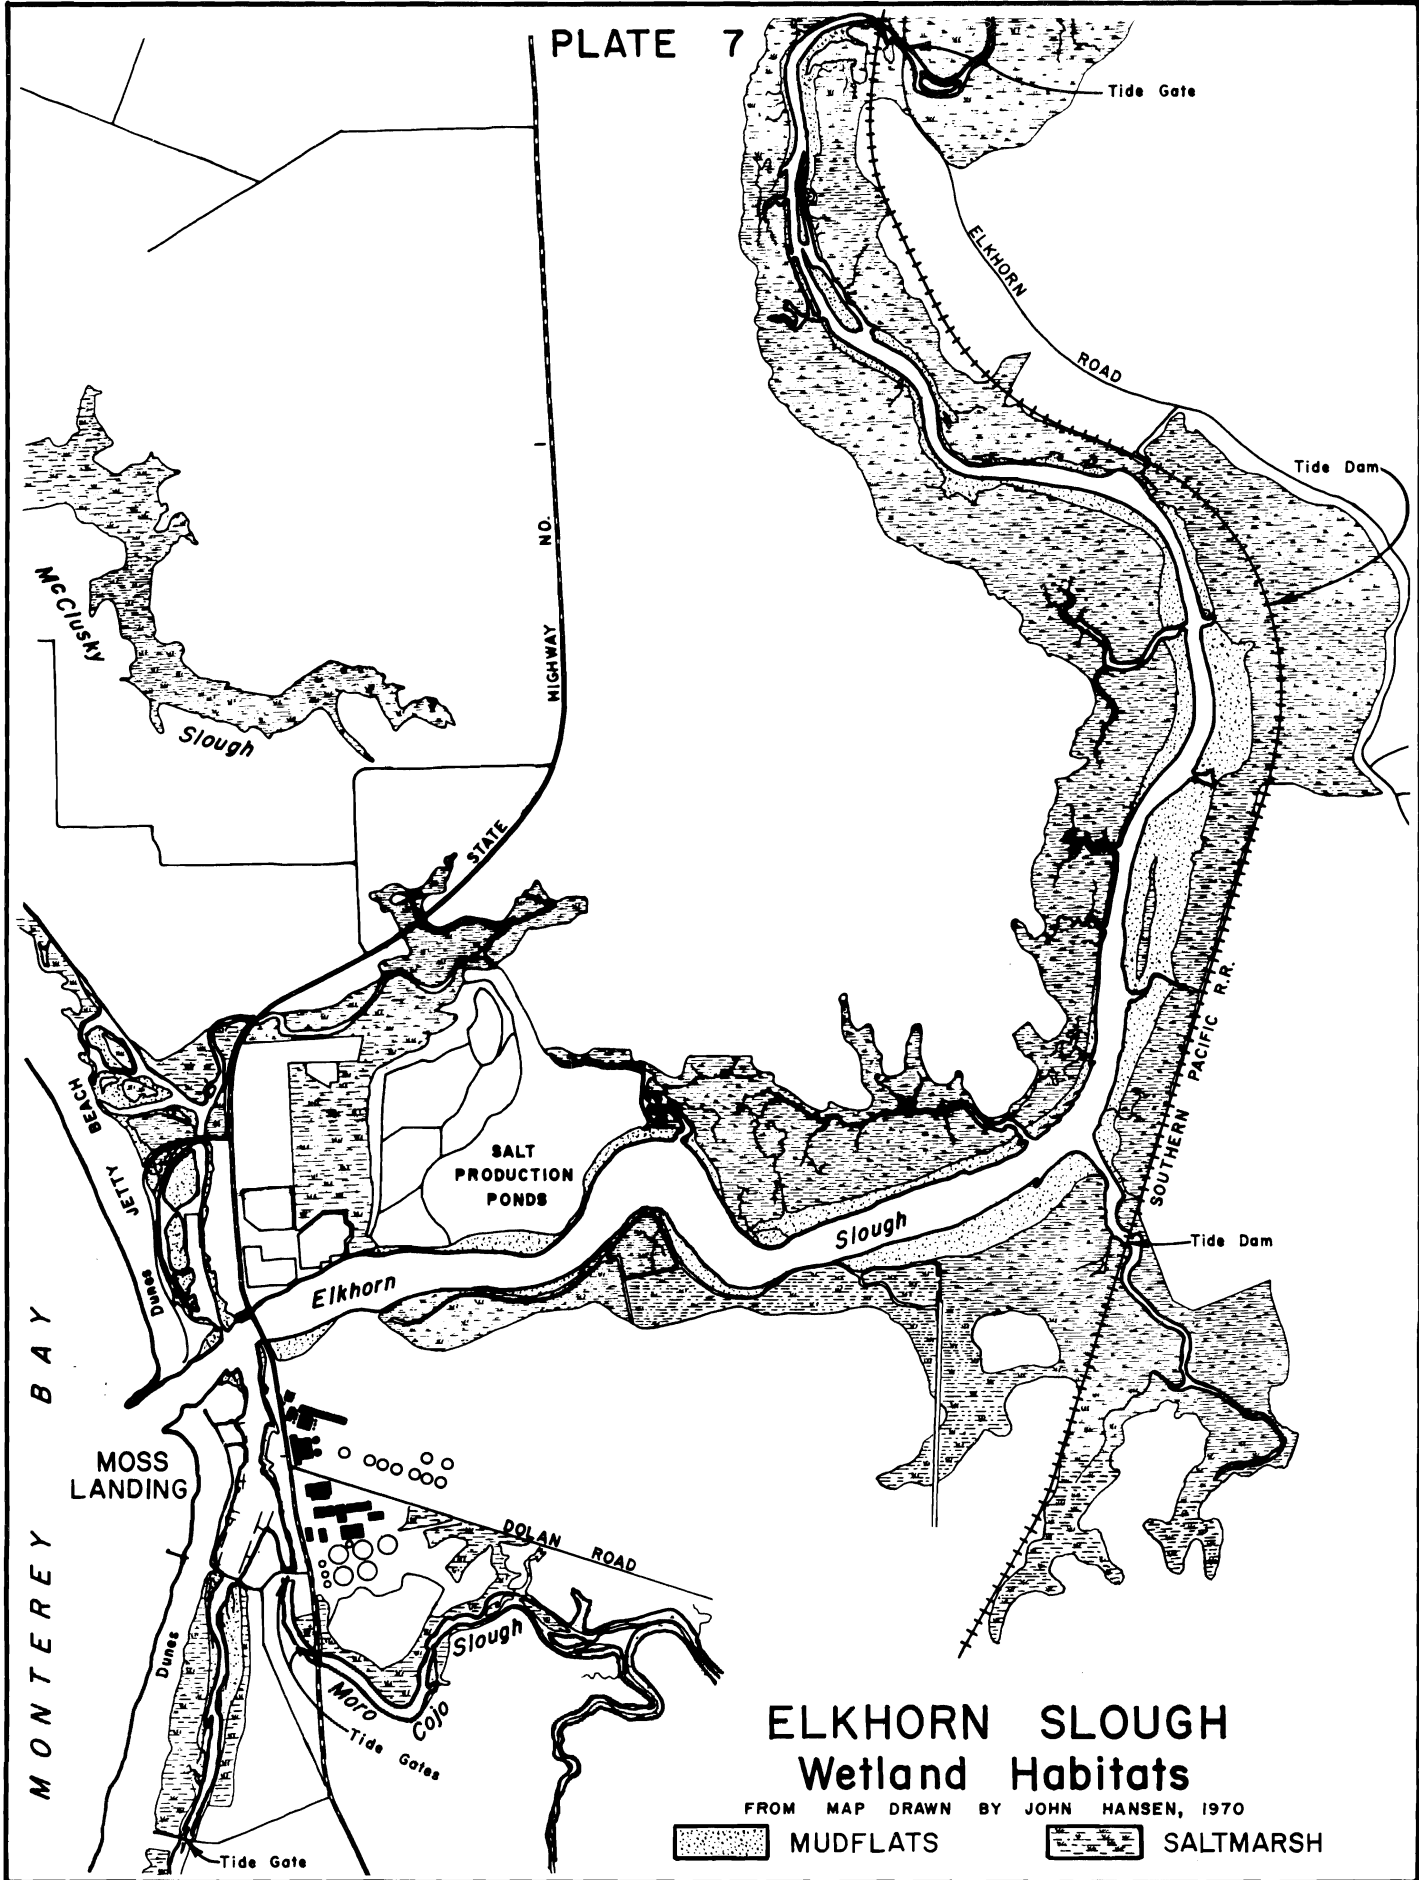 PLATE 7
Tide Gate
ELKHORN
ROAD
Tide Dam
HIGHWAY NO. 1
McClusky
Slough
STATE
SOUTHERN PACIFIC R.R.
BEACH
JETTY
SALT
PRODUCTION
PONDS
Slough
Tide Dam
Elkhorn
Dunes
MONTEREY BAY
MOSS
LANDING
DOLAN ROAD
Slough
Dunes
Moro
Cojo
Tide Gates
Tide Gate
ELKHORN SLOUGH
Wetland Habitats
FROM MAP DRAWN BY JOHN HANSEN, 1970
MUDFLATS
SALTMARSH